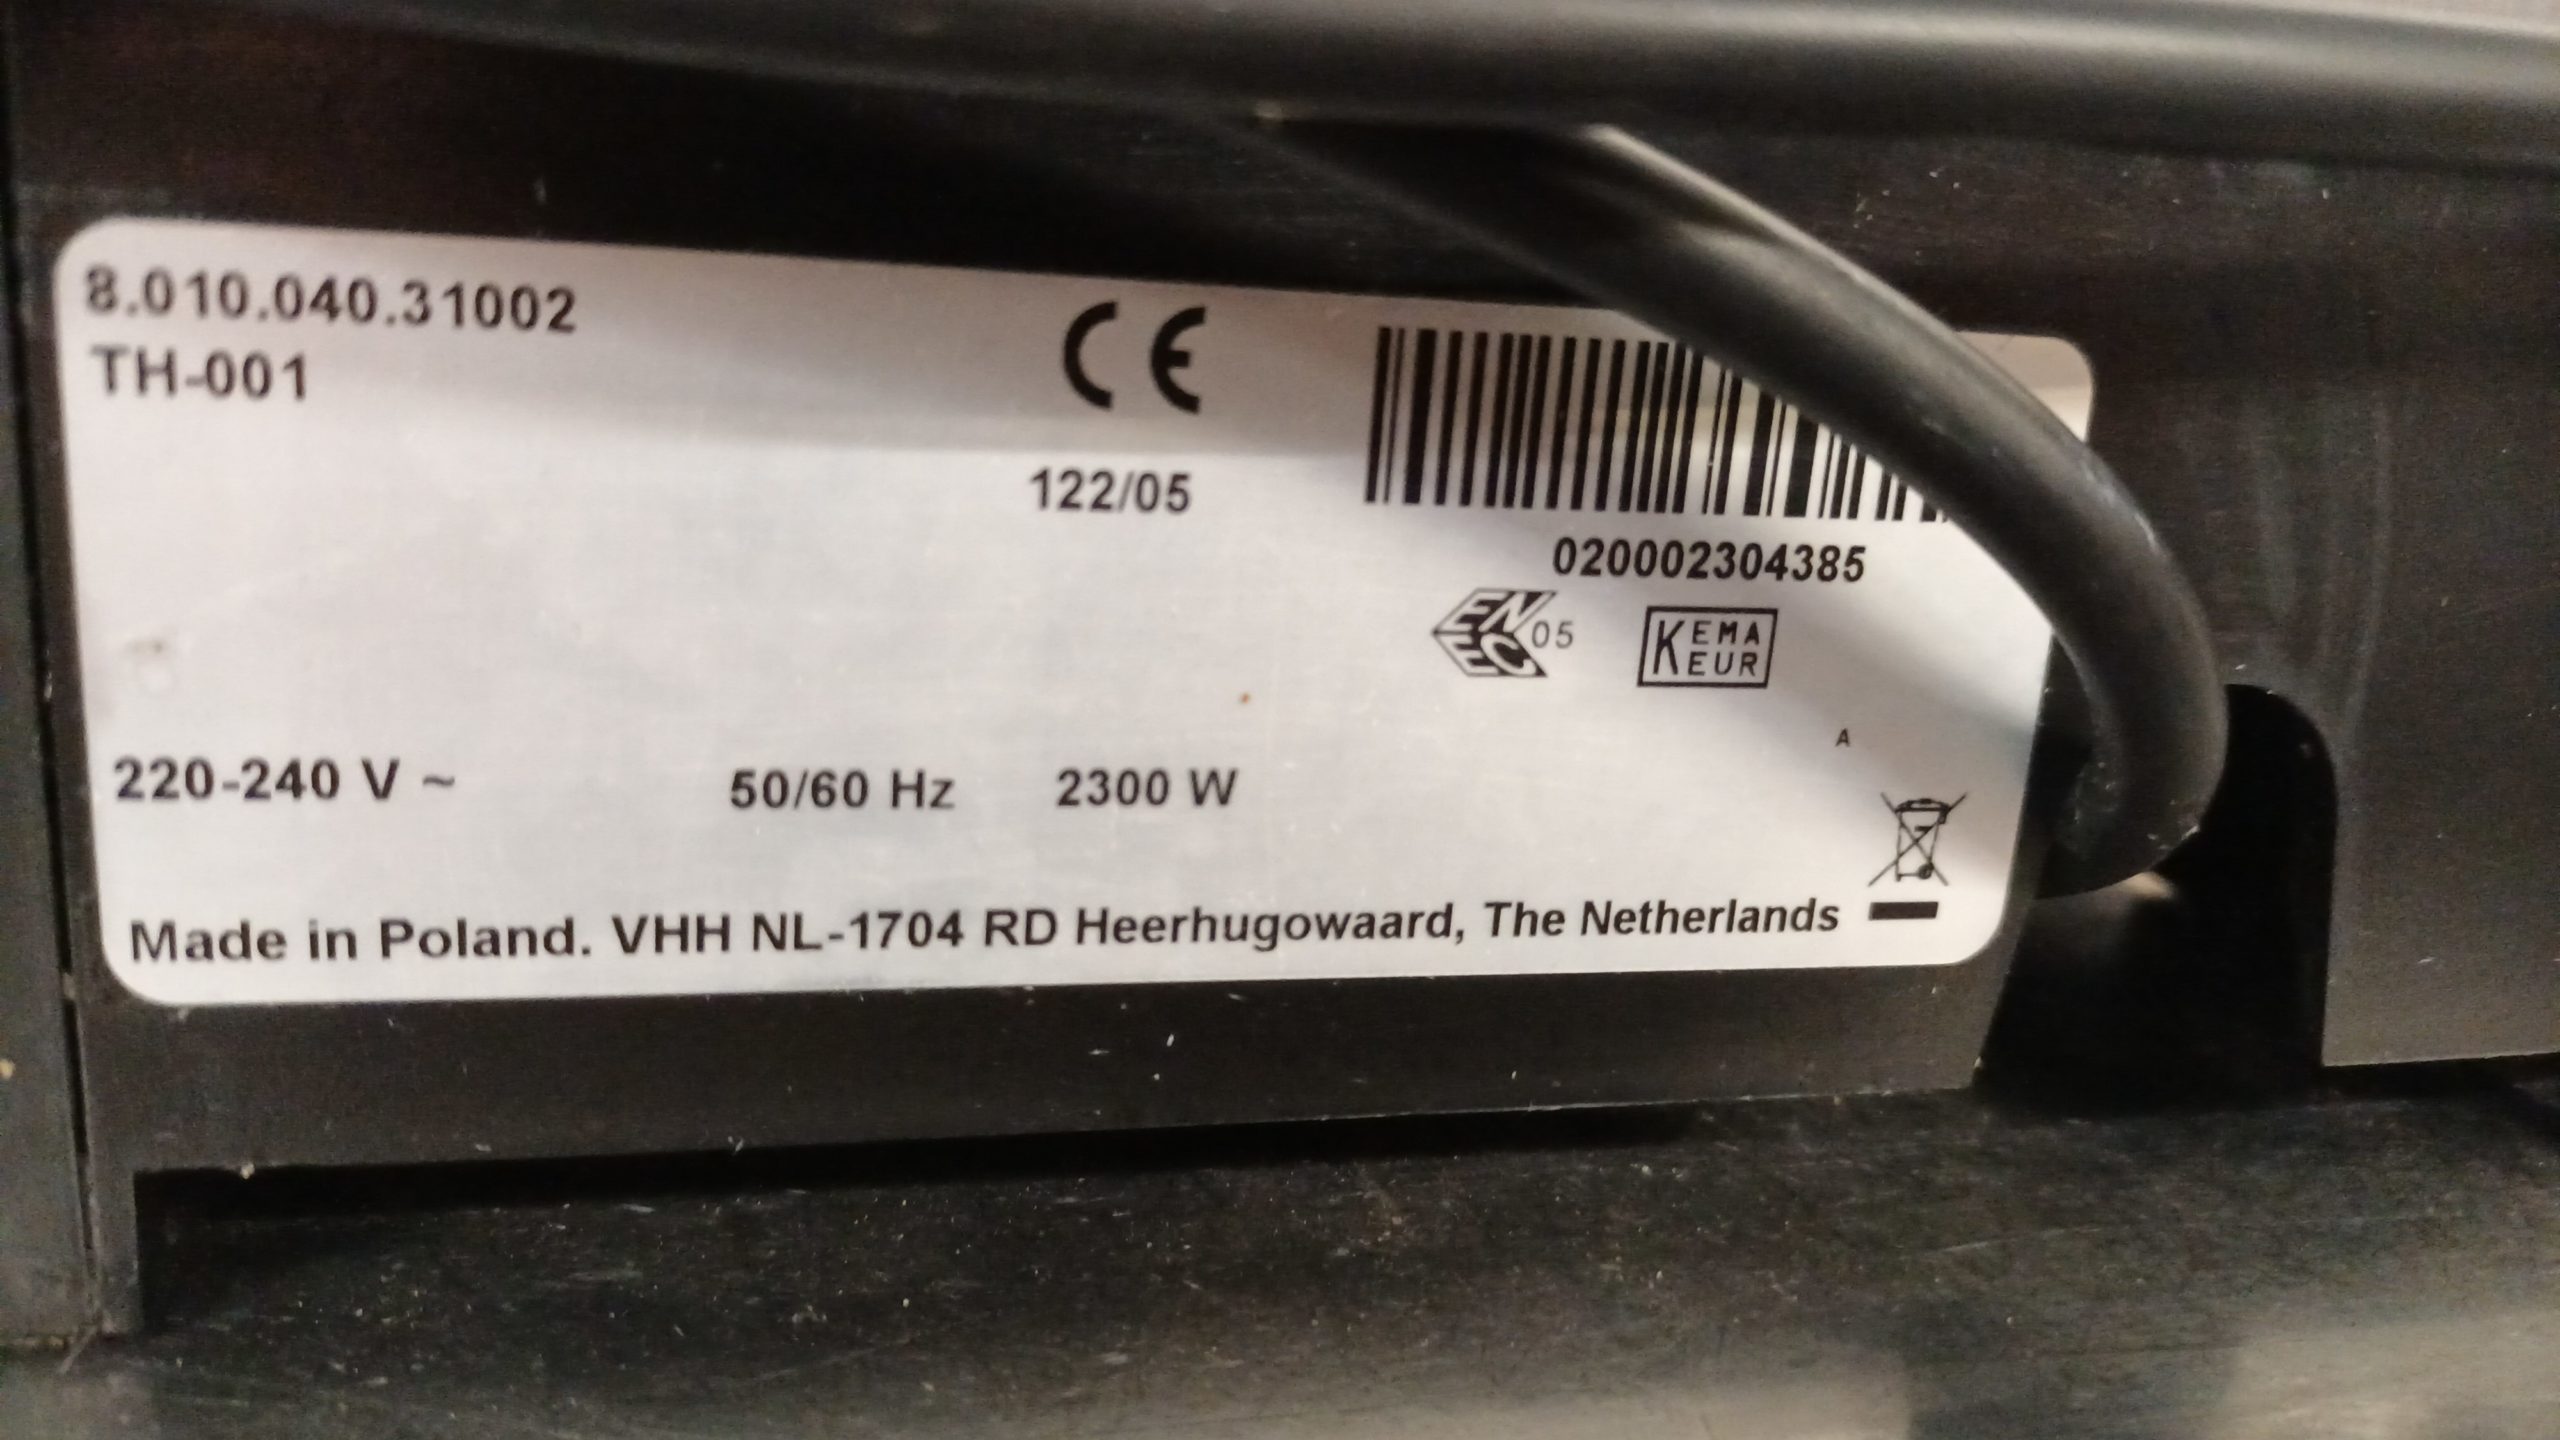 8.010.040.31002
TH-001
CE
122/05
020002304385
ENEC 05
KEMA
KEUR
A
220-240 V ~ 50/60 Hz 2300 W
Made in Poland. VHH NL-1704 RD Heerhugowaard, The Netherlands